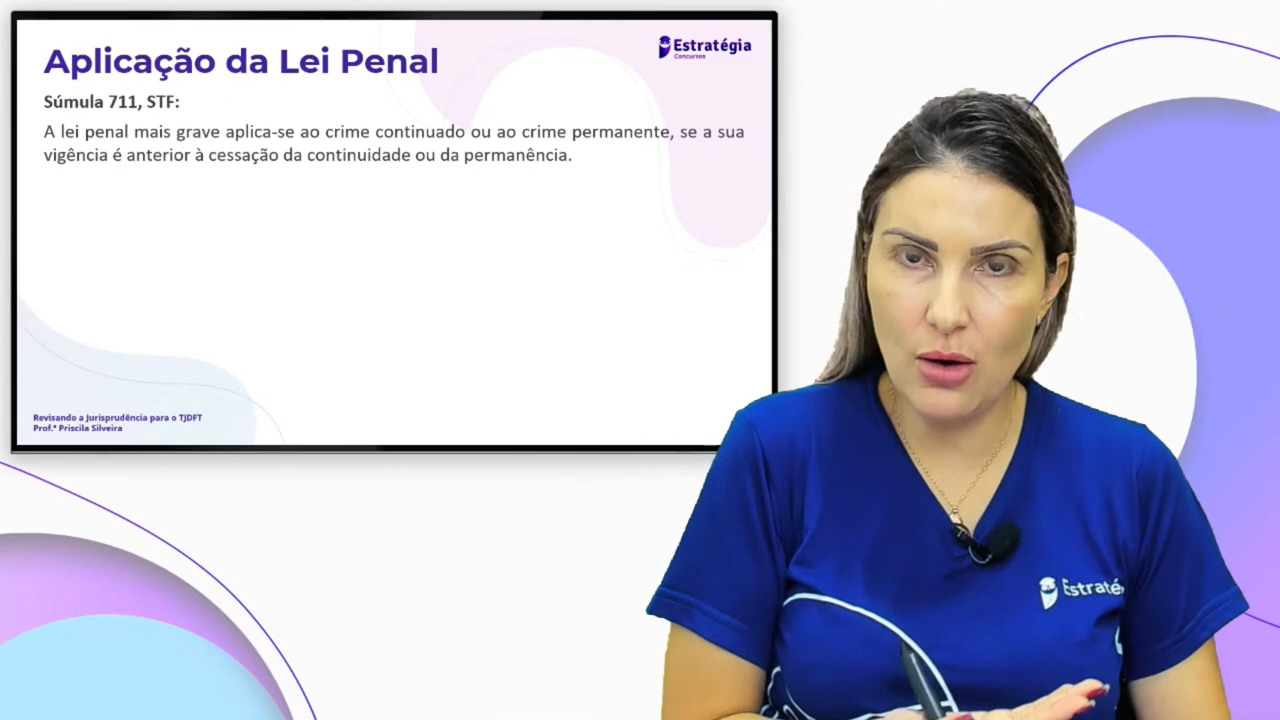 Aplicação da Lei Penal
Estratégia
Concursos
Súmula 711, STF:
A lei penal mais grave aplica-se ao crime continuado ou ao crime permanente, se a sua
vigência é anterior à cessação da continuidade ou da permanência.
Revisando a Jurisprudência para o TJDFT
Prof.ª Priscila Silveira
Estraté